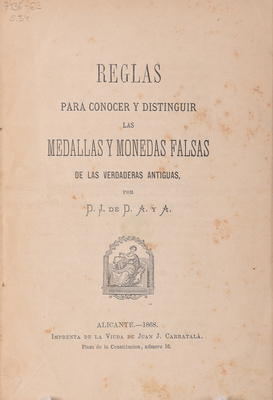 REGLAS
PARA CONOCER Y DISTINGUIR
LAS
MEDALLAS Y MONEDAS FALSAS
DE LAS VERDADERAS ANTIGUAS,
POR
D. J. DE D. A. Y A.
ALICANTE.—1868.
IMPRENTA DE LA VIUDA DE JUAN J. CARRATALÁ.
Plaza de la Constitucion, número 16.